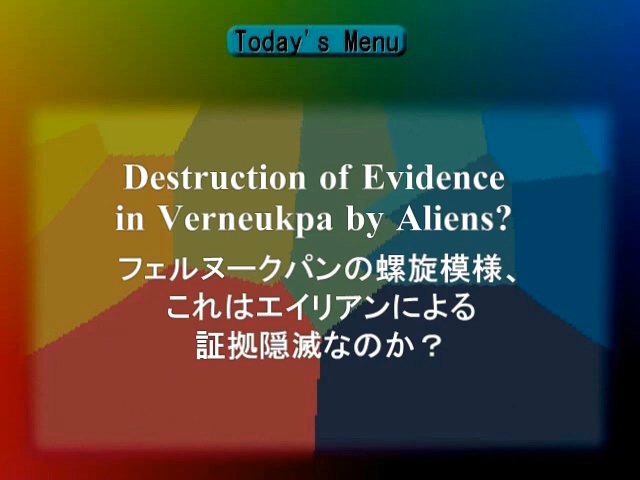 Today's Menu
Destruction of Evidence
in Verneukpa by Aliens?
フェルヌークパンの螺旋模様、
これはエイリアンによる
証拠隠滅なのか？